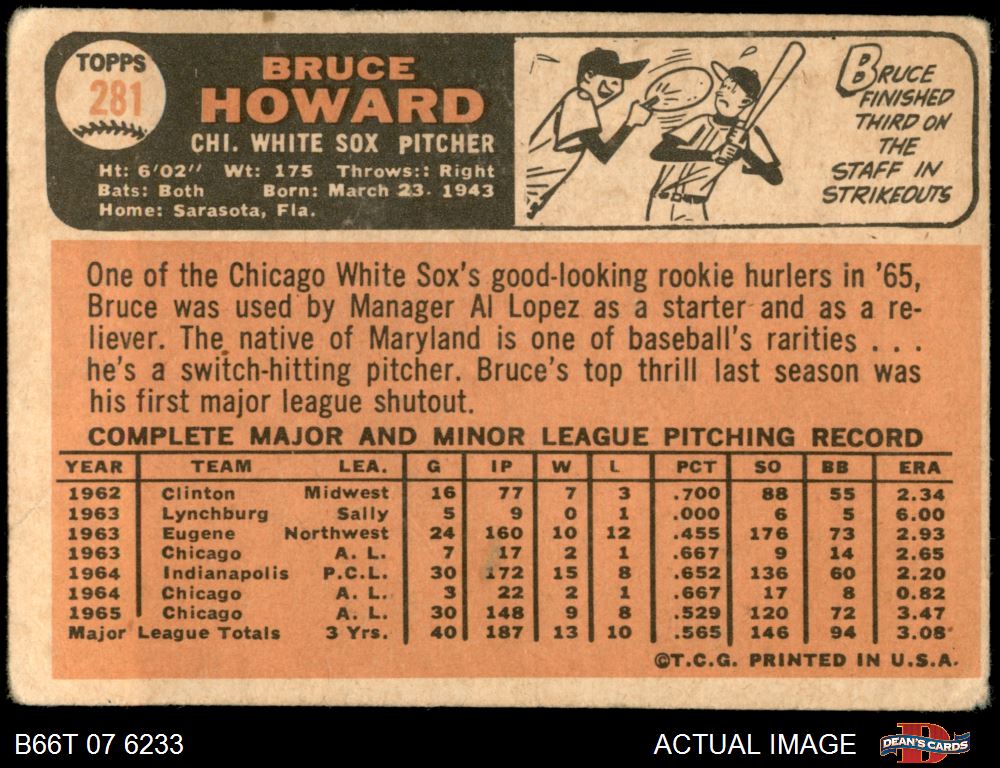 TOPPS
281
BRUCE
HOWARD
CHI. WHITE SOX PITCHER
Ht: 6'02" Wt: 175 Throws:: Right
Bats: Both Born: March 23- 1943
Home: Sarasota, Fla.
BRUCE
FINISHED
THIRD ON
THE
STAFF IN
STRIKEOUTS
One of the Chicago White Sox's good-looking rookie hurlers in '65,
Bruce was used by Manager Al Lopez as a starter and as a re-
liever. The native of Maryland is one of baseball's rarities . . .
he's a switch-hitting pitcher. Bruce's top thrill last season was
his first major league shutout.
COMPLETE MAJOR AND MINOR LEAGUE PITCHING RECORD
YEAR TEAM LEA. G IP W L PCT SO BB ERA
1962 Clinton Midwest 16 77 7 3 .700 88 55 2.34
1963 Lynchburg Sally 5 9 0 1 .000 6 5 6.00
1963 Eugene Northwest 24 160 10 12 .455 176 73 2.93
1963 Chicago A. L. 7 17 2 1 .667 9 14 2.65
1964 Indianapolis P.C.L. 30 172 15 8 .652 136 60 2.20
1964 Chicago A. L. 3 22 2 1 .667 17 8 0.82
1965 Chicago A. L. 30 148 9 8 .529 120 72 3.47
Major League Totals 3 Yrs. 40 187 13 10 .565 146 94 3.08
©T.C.G. PRINTED IN U.S.A.
B66T 07 6233
ACTUAL IMAGE
D
DEAN'S CARDS